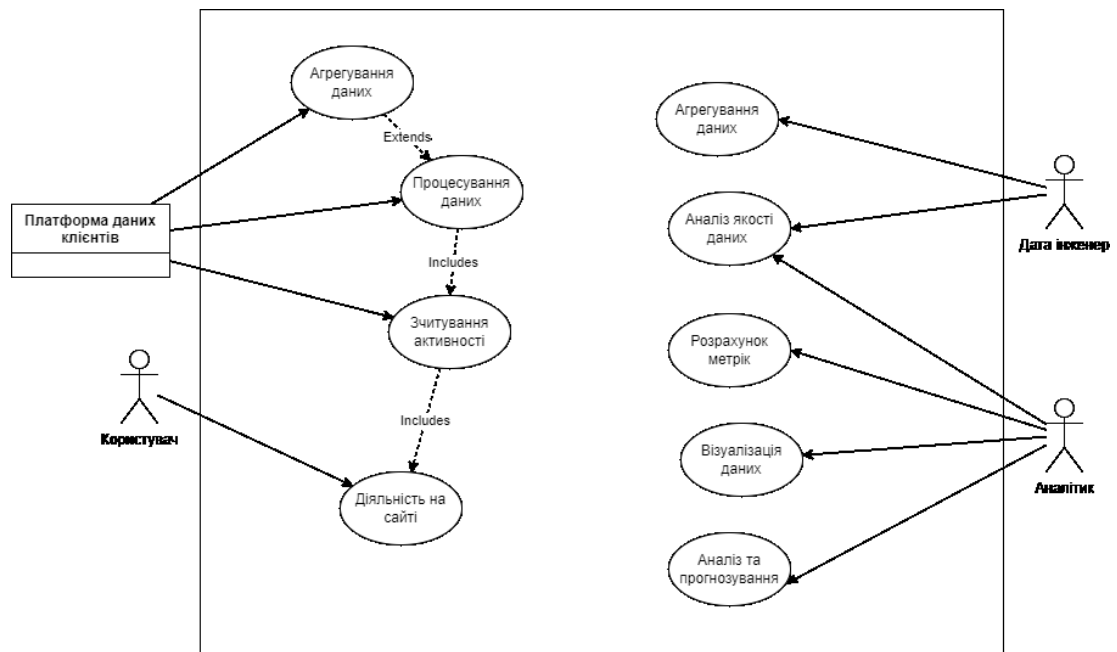 Агрегування
даних
Extends
Процесування
даних
Платформа даних
клієнтів
Includes
Зчитування
активності
Includes
Користувач
Діяльність на
сайті
Агрегування
даних
Аналіз якості
даних
Дата інженер
Розрахунок
метрік
Візуалізація
даних
Аналітик
Аналіз та
прогнозування